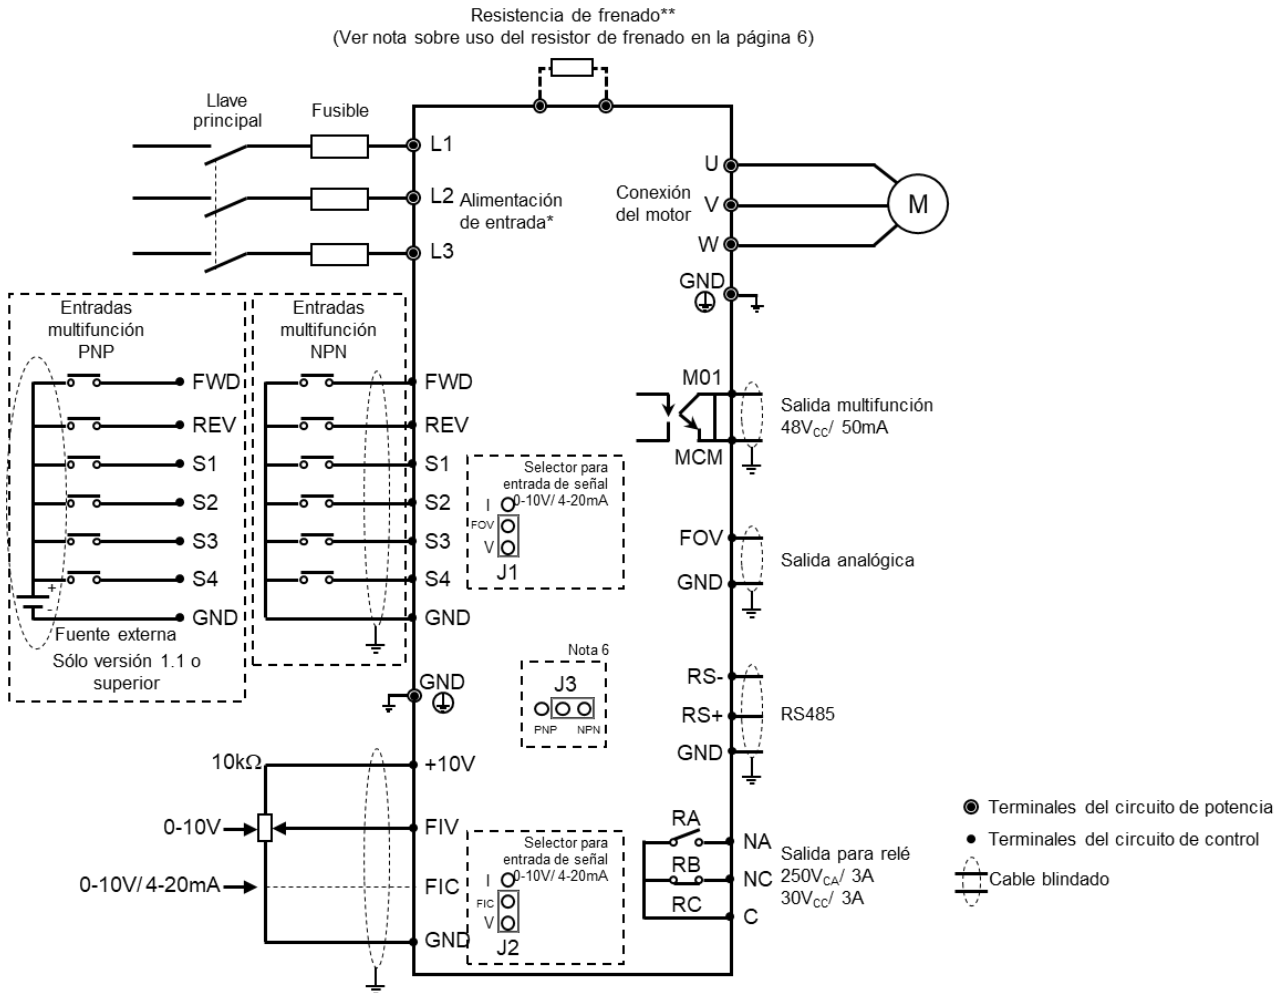 Resistencia de frenado**
(Ver nota sobre uso del resistor de frenado en la página 6)
Llave
principal
Fusible
L1
L2
L3
Alimentación
de entrada*
Conexión
del motor
U
V
W
M
GND
Entradas
multifunción
PNP
FWD
REV
S1
S2
S3
S4
GND
+
-
Fuente externa
Sólo versión 1.1 o
superior
Entradas
multifunción
NPN
FWD
REV
S1
S2
S3
S4
GND
Selector para
entrada de señal
0-10V/ 4-20mA
I
FOV
V
J1
M01
MCM
Salida multifunción
48VCC/ 50mA
FOV
GND
Salida analógica
Nota 6
J3
PNP NPN
GND
RS-
RS+
GND
RS485
10kΩ
+10V
0-10V
FIV
0-10V/ 4-20mA
FIC
GND
Selector para
entrada de señal
0-10V/ 4-20mA
I
FIC
V
J2
RA
RB
RC
NA
NC
C
Salida para relé
250VCA/ 3A
30VCC/ 3A
Terminales del circuito de potencia
Terminales del circuito de control
Cable blindado